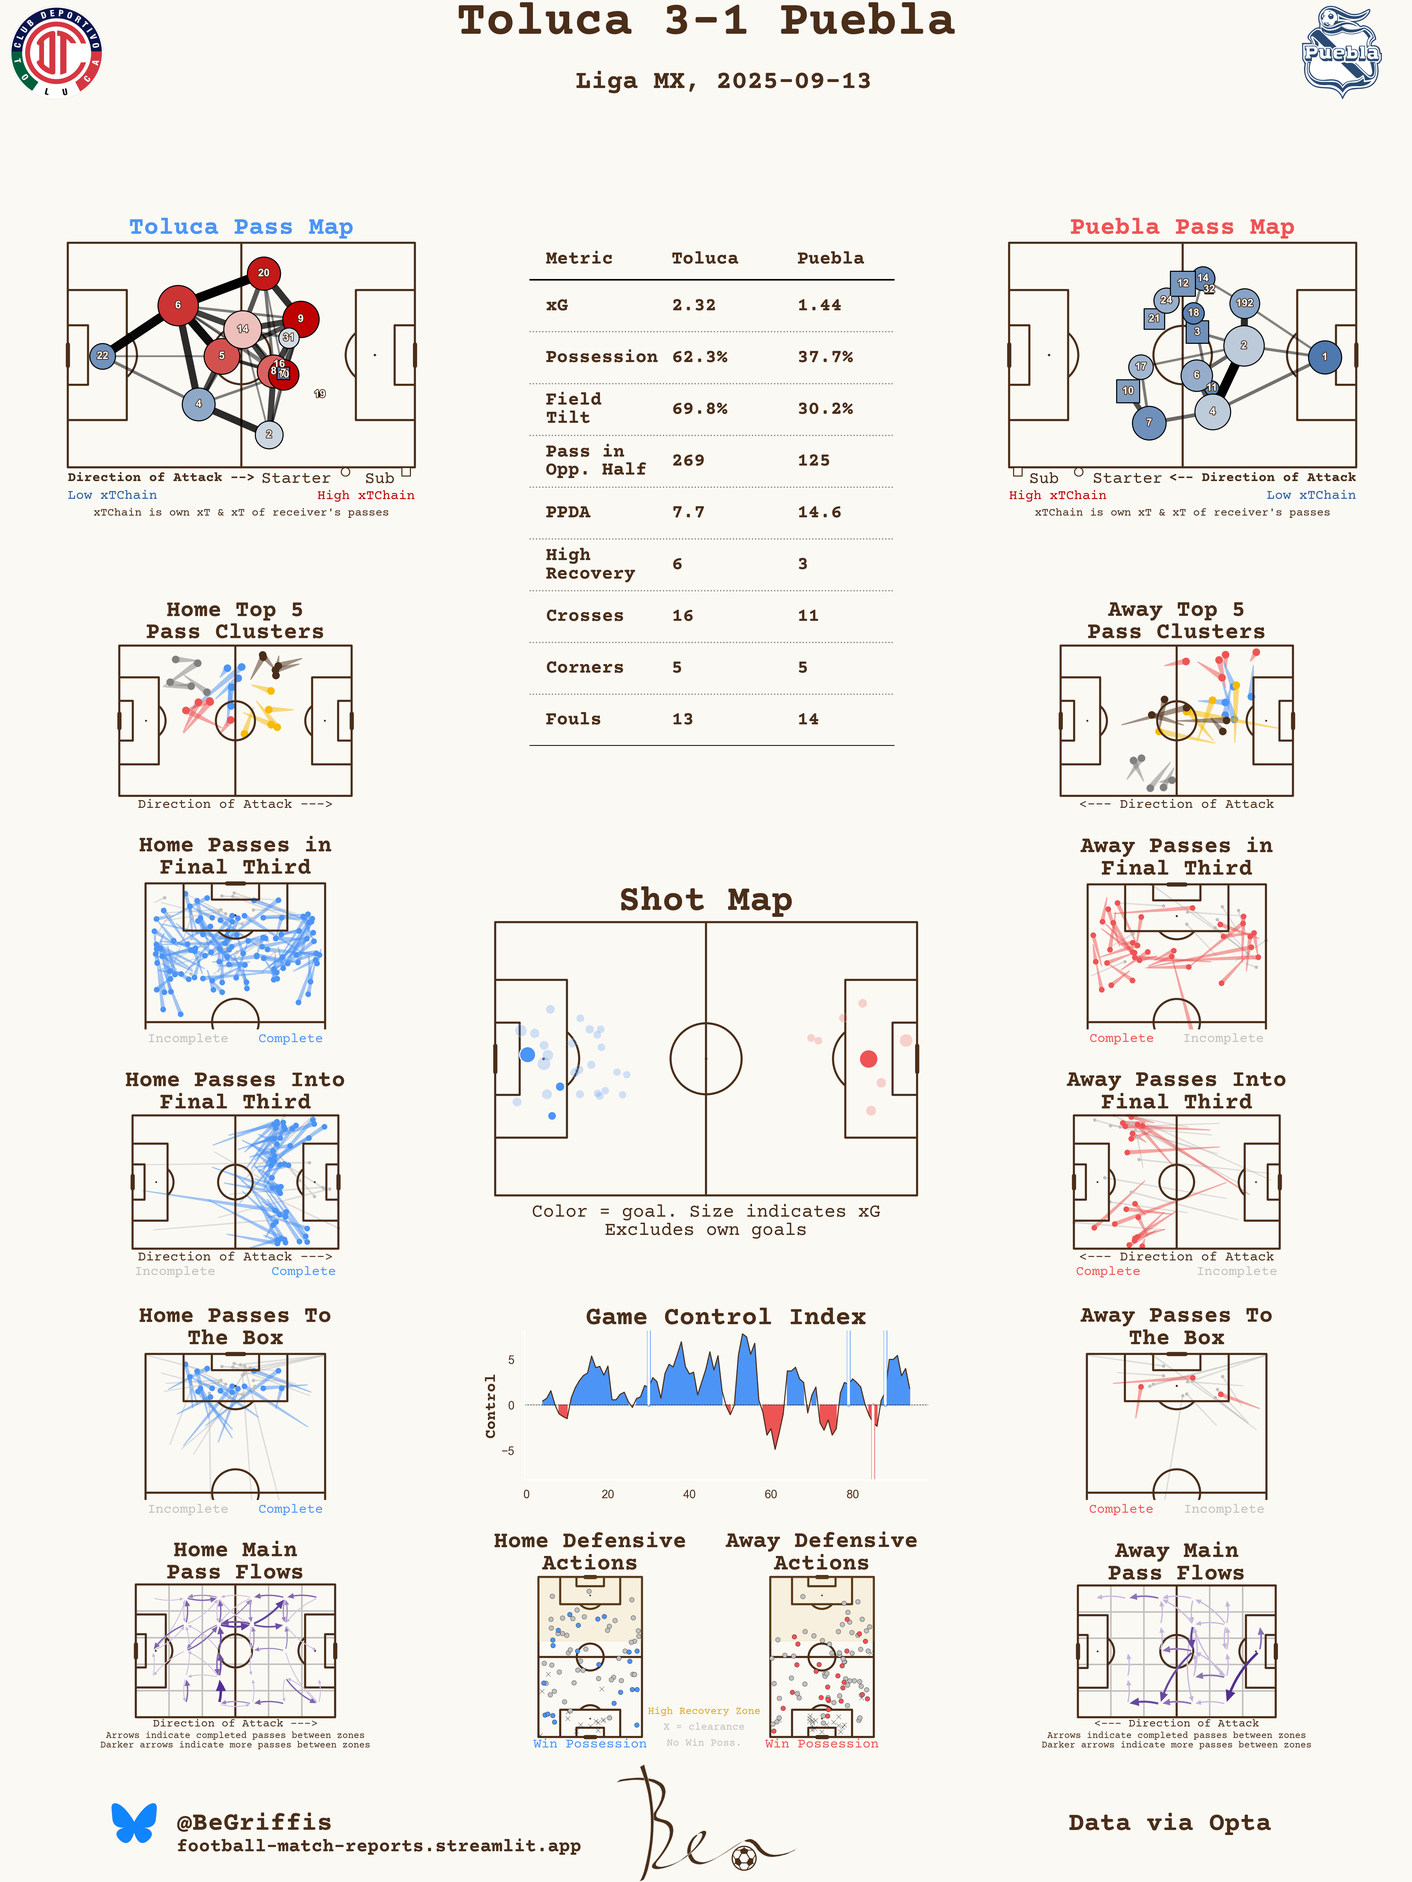 Toluca 3-1 Puebla
Liga MX, 2025-09-13
CLUB DEPORTIVO
TOLUCA
Puebla
Toluca Pass Map
20
6
9
14
31
22
5
16
8
19
4
2
Direction of Attack --> Starter Sub
Low xTChain High xTChain
xTChain is own xT & xT of receiver's passes
Metric Toluca Puebla
xG 2.32 1.44
Possession 62.3% 37.7%
Field
Tilt 69.8% 30.2%
Pass in
Opp. Half 269 125
PPDA 7.7 14.6
High
Recovery 6 3
Crosses 16 11
Corners 5 5
Fouls 13 14
Puebla Pass Map
12
14
32
24
192
21
18
3
2
1
17
6
10
11
7
4
Sub Starter <-- Direction of Attack
High xTChain Low xTChain
xTChain is own xT & xT of receiver's passes
Home Top 5
Pass Clusters
Direction of Attack --->
Away Top 5
Pass Clusters
<--- Direction of Attack
Home Passes in
Final Third
Incomplete Complete
Shot Map
Color = goal. Size indicates xG
Excludes own goals
Away Passes in
Final Third
Complete Incomplete
Home Passes Into
Final Third
Direction of Attack --->
Incomplete Complete
Away Passes Into
Final Third
<--- Direction of Attack
Complete Incomplete
Home Passes To
The Box
Incomplete Complete
Game Control Index
Control
5
0
−5
0 20 40 60 80
Away Passes To
The Box
Complete Incomplete
Home Main
Pass Flows
Direction of Attack --->
Arrows indicate completed passes between zones
Darker arrows indicate more passes between zones
Home Defensive
Actions
Win Possession
Away Defensive
Actions
Win Possession
High Recovery Zone
X = clearance
No Win Poss.
Away Main
Pass Flows
<--- Direction of Attack
Arrows indicate completed passes between zones
Darker arrows indicate more passes between zones
@BeGriffis
football-match-reports.streamlit.app
Ben
Data via Opta